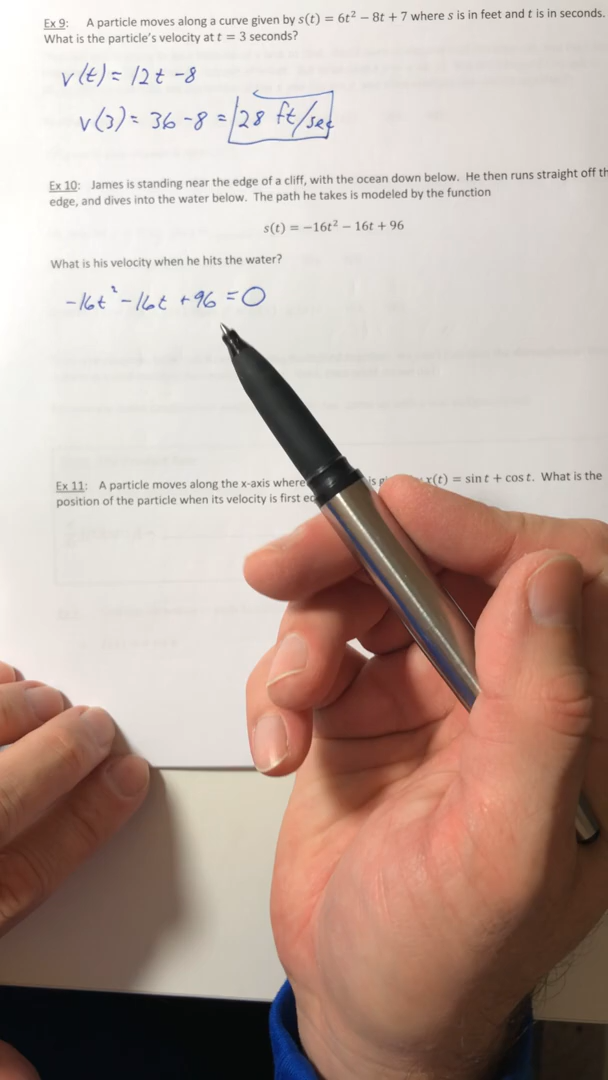 Ex 9: A particle moves along a curve given by s(t) = 6t² − 8t + 7 where s is in feet and t is in seconds.
What is the particle's velocity at t = 3 seconds?
v(t) = 12t - 8
v(3) = 36 - 8 = 28 ft/sec
Ex 10: James is standing near the edge of a cliff, with the ocean down below. He then runs straight off th
edge, and dives into the water below. The path he takes is modeled by the function
s(t) = −16t² − 16t + 96
What is his velocity when he hits the water?
-16t² - 16t + 96 = 0
Ex 11: A particle moves along the x-axis where x(t) = sin t + cos t. What is the
position of the particle when its velocity is first